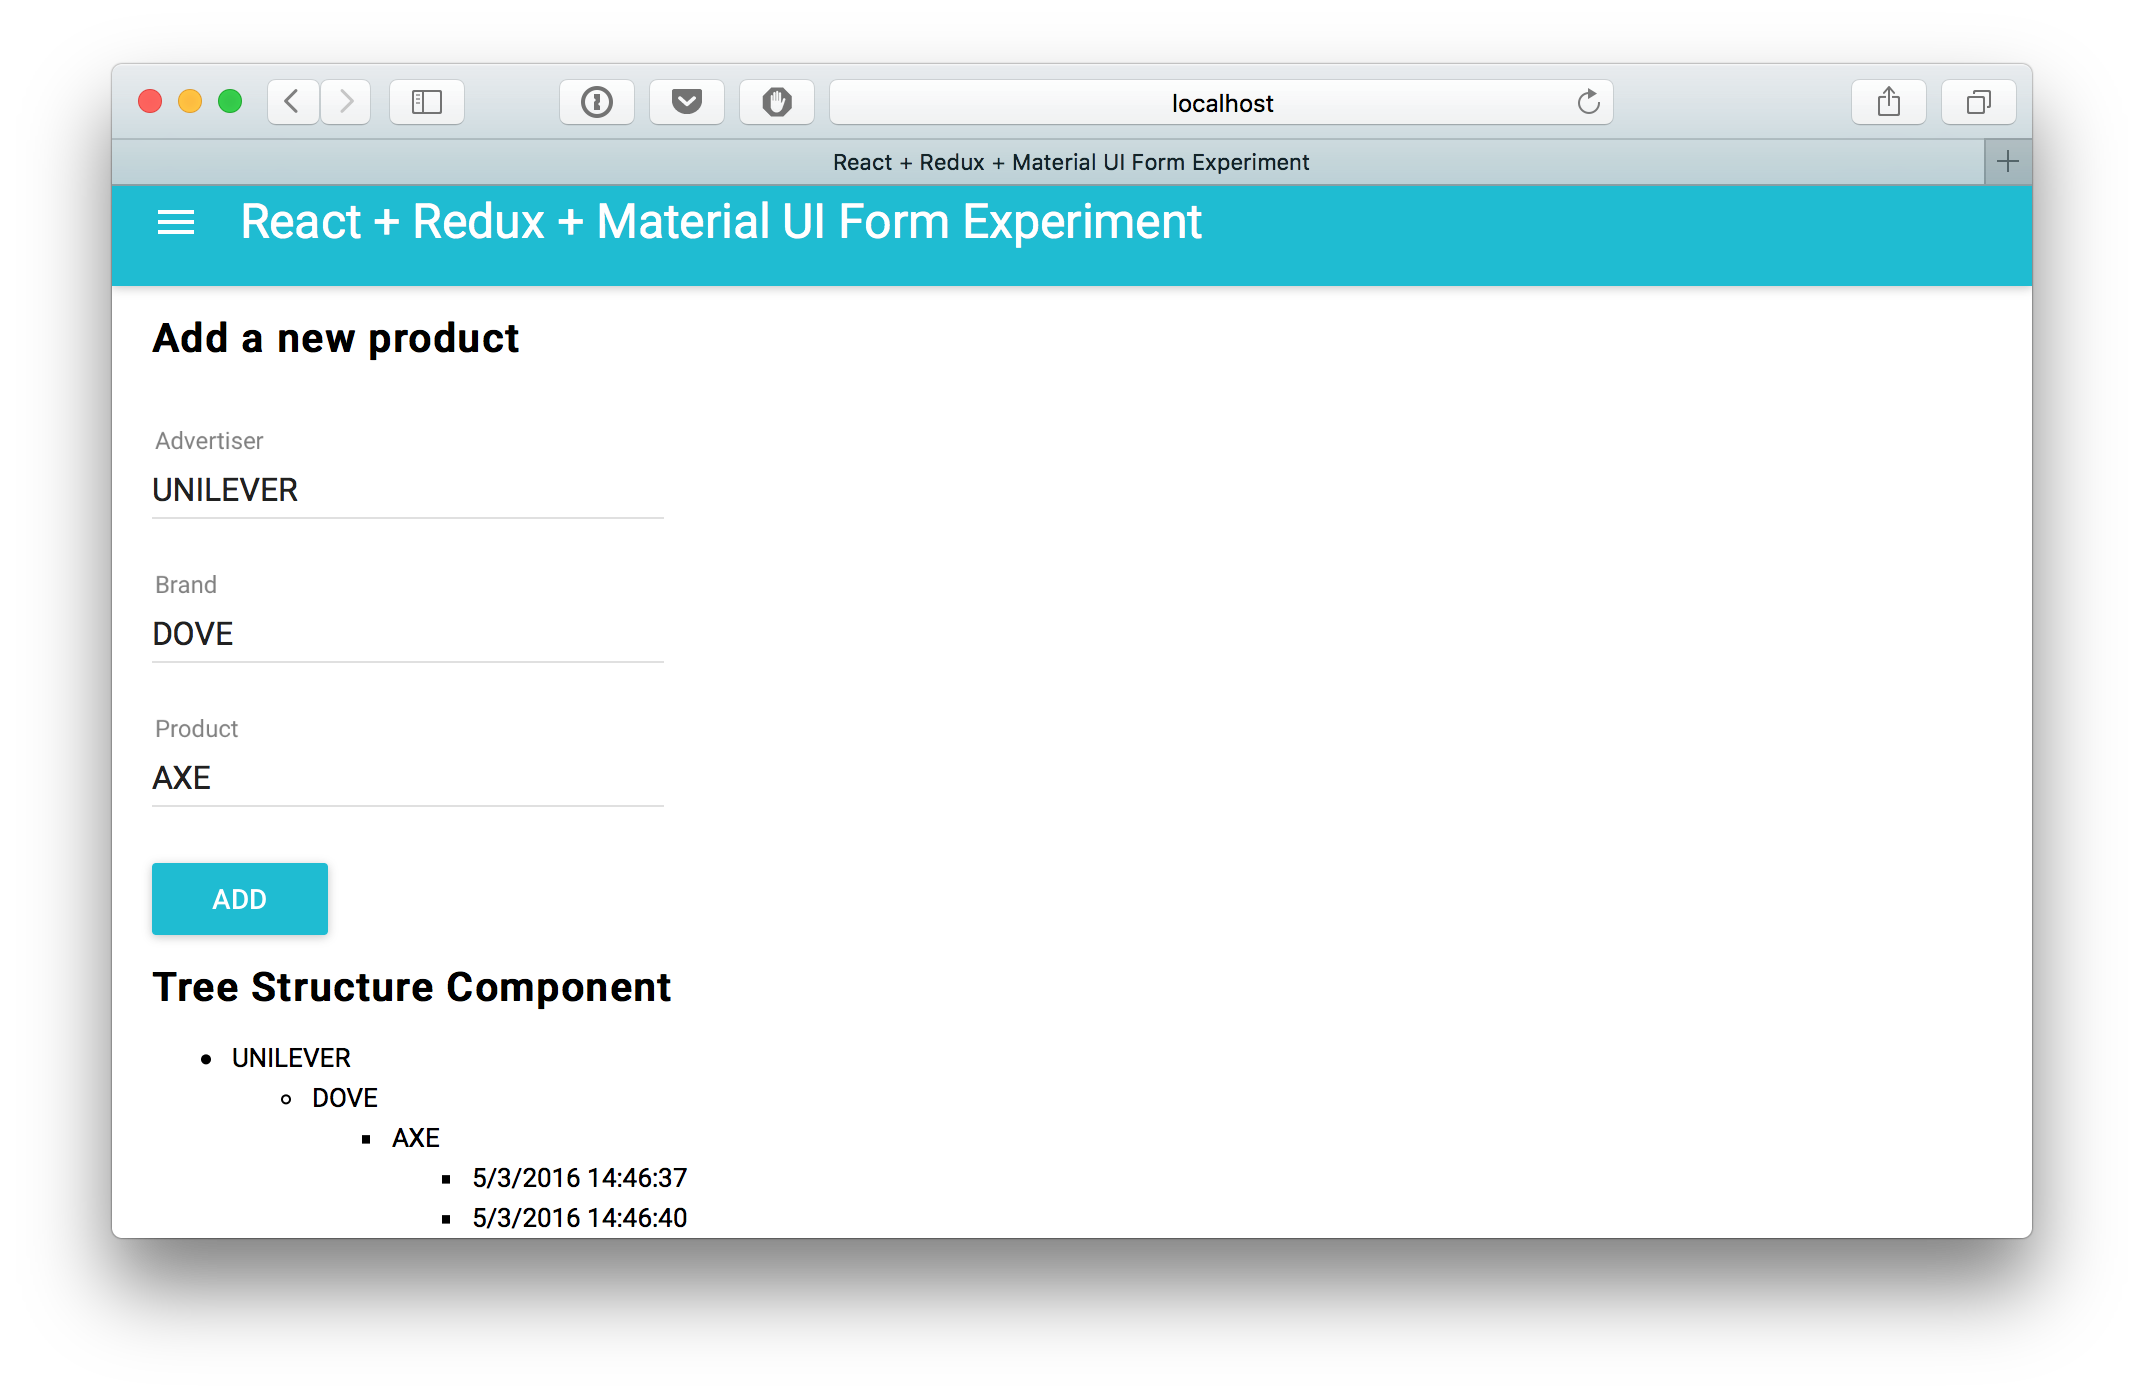 localhost
React + Redux + Material UI Form Experiment
React + Redux + Material UI Form Experiment
Add a new product
Advertiser
UNILEVER
Brand
DOVE
Product
AXE
ADD
Tree Structure Component
UNILEVER
DOVE
AXE
5/3/2016 14:46:37
5/3/2016 14:46:40